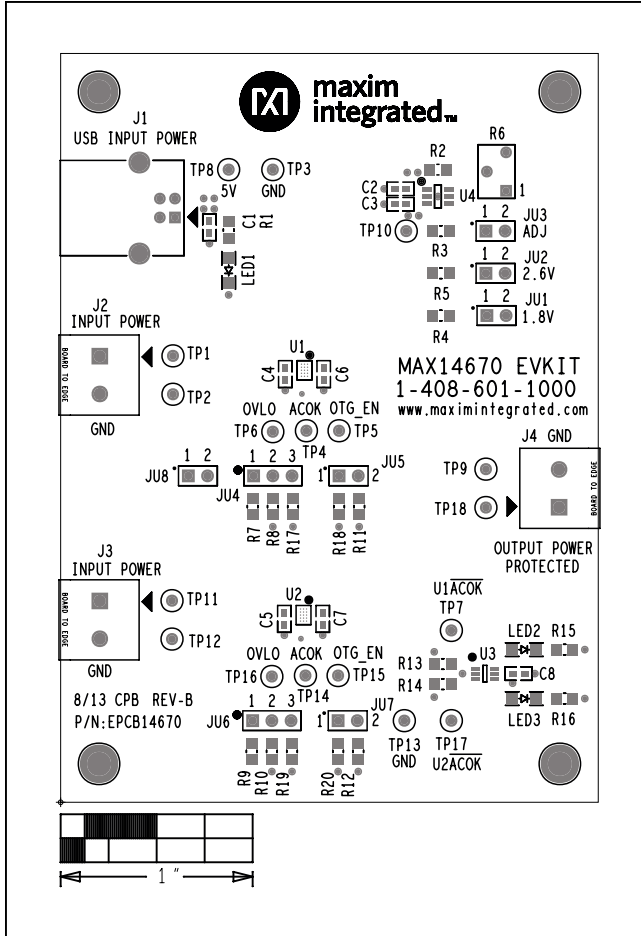 maxim
integrated™
J1
USB INPUT POWER
TP8
5V
TP3
GND
C1
R1
LED1
R2
R6
C2
C3
U4
1
TP10
1 2
JU3
ADJ
R3
1 2
JU2
2.6V
R5
1 2
JU1
1.8V
R4
J2
INPUT POWER
BOARD TO EDGE
TP1
TP2
GND
U1
C4
C6
MAX14670 EVKIT
1-408-601-1000
www.maximintegrated.com
OVLO ACOK OTG_EN
TP6
TP4
TP5
1 2
JU8
1 2 3
JU4
1
2
JU5
R7
R8
R17
R18
R11
J4 GND
TP9
TP18
BOARD TO EDGE
OUTPUT POWER
PROTECTED
J3
INPUT POWER
BOARD TO EDGE
TP11
TP12
GND
U2
C5
C7
U1ACOK
TP7
OVLO ACOK OTG_EN
TP16
TP14
TP15
LED2 R15
U3
R13
R14
C8
LED3 R16
8/13 CPB REV-B
P/N:EPCB14670
1 2 3
JU6
1
2
JU7
TP13
GND
TP17
U2ACOK
R9
R10
R19
R20
R12
1 "